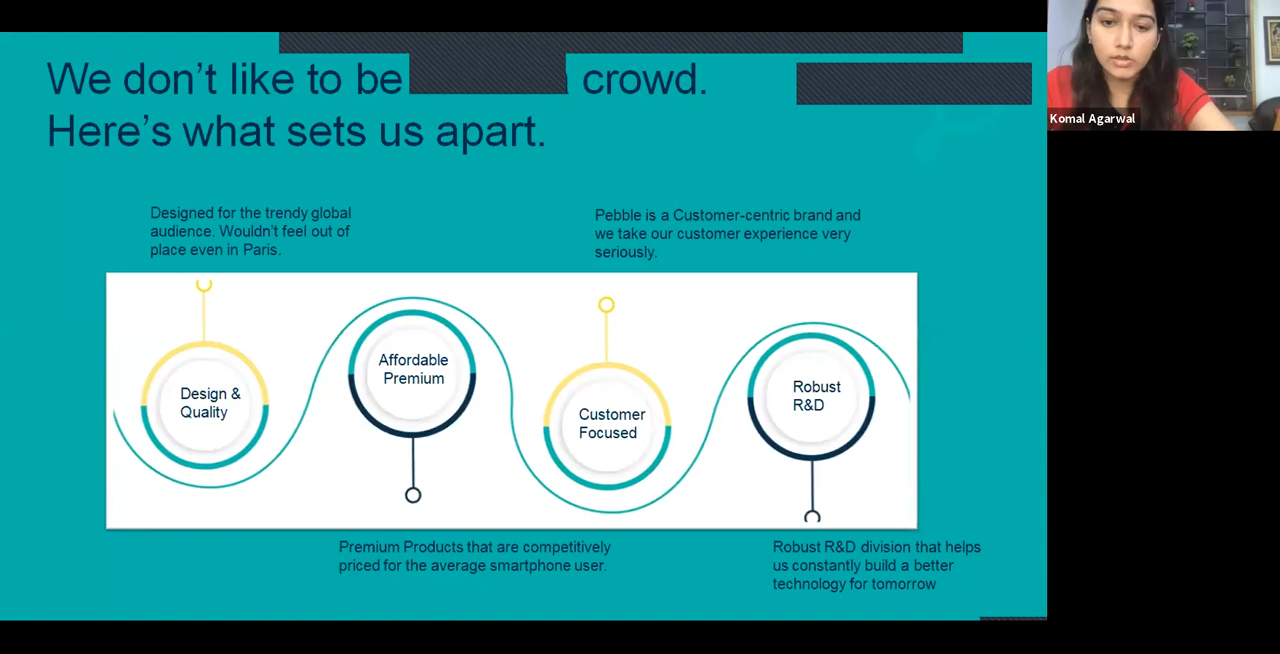 We don't like to be crowd.
Here's what sets us apart.
Komal Agarwal
Designed for the trendy global
audience. Wouldn't feel out of
place even in Paris.
Pebble is a Customer-centric brand and
we take our customer experience very
seriously.
Design &
Quality
Affordable
Premium
Customer
Focused
Robust
R&D
Premium Products that are competitively
priced for the average smartphone user.
Robust R&D division that helps
us constantly build a better
technology for tomorrow